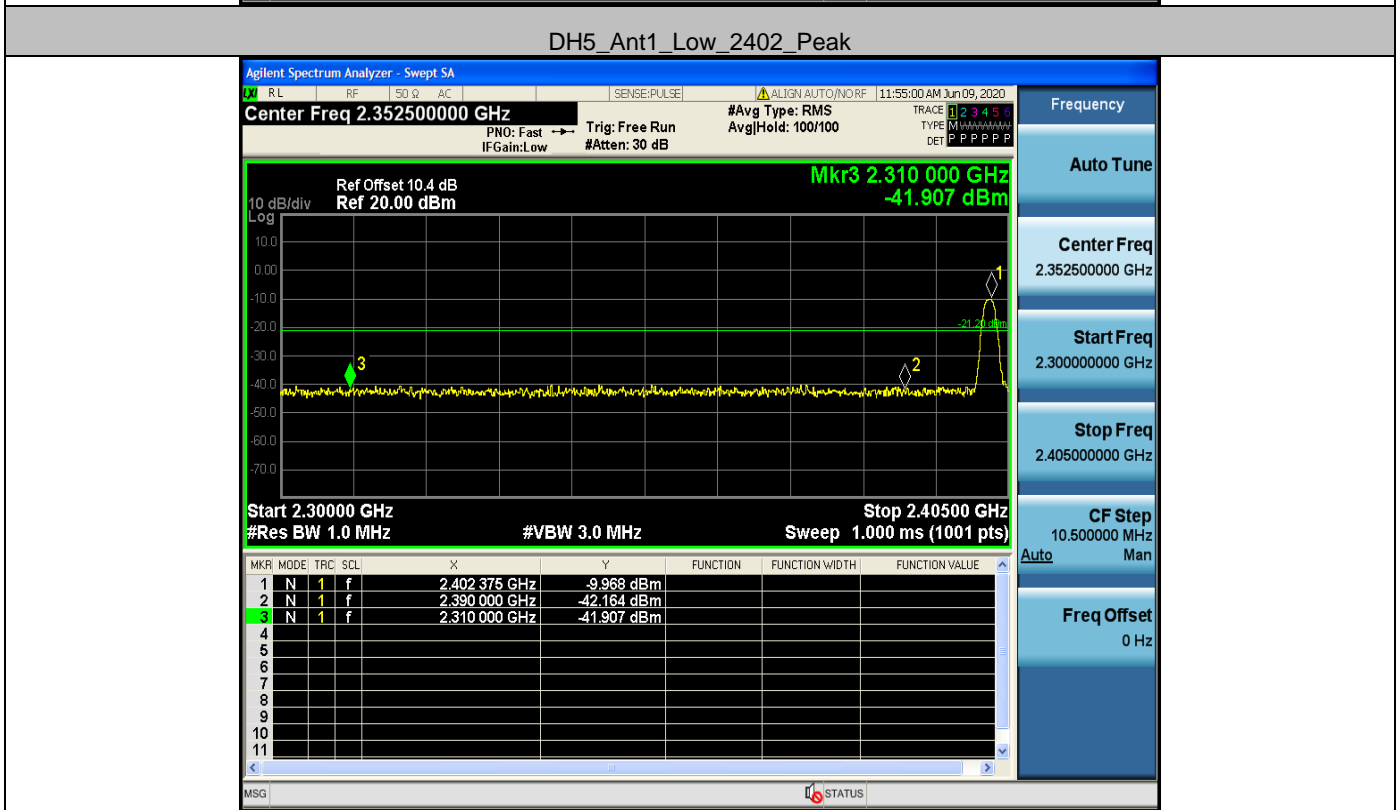 DH5_Ant1_Low_2402_Peak
Agilent Spectrum Analyzer - Swept SA
LXI RL RF 50 Ω AC SENSE:PULSE ALIGN AUTO/NO RF 11:55:00 AM Jun 09, 2020
Center Freq 2.352500000 GHz
PNO: Fast
IFGain:Low
Trig: Free Run
#Atten: 30 dB
#Avg Type: RMS
Avg|Hold: 100/100
TRACE 1 2 3 4 5 6
TYPE M
DET P P P P P P
Mkr3 2.310 000 GHz
-41.907 dBm
Ref Offset 10.4 dB
10 dB/div Ref 20.00 dBm
Log
10.0
0.00
-10.0
-20.0
-30.0
-40.0
-50.0
-60.0
-70.0
1
-21.20 dBm
3
2
Start 2.30000 GHz Stop 2.40500 GHz
#Res BW 1.0 MHz #VBW 3.0 MHz Sweep 1.000 ms (1001 pts)
MKR MODE TRC SCL X Y FUNCTION FUNCTION WIDTH FUNCTION VALUE
1 N 1 f 2.402 375 GHz -9.968 dBm
2 N 1 f 2.390 000 GHz -42.164 dBm
3 N 1 f 2.310 000 GHz -41.907 dBm
4
5
6
7
8
9
10
11
MSG STATUS
Frequency
Auto Tune
Center Freq
2.352500000 GHz
Start Freq
2.300000000 GHz
Stop Freq
2.405000000 GHz
CF Step
10.500000 MHz
Auto Man
Freq Offset
0 Hz